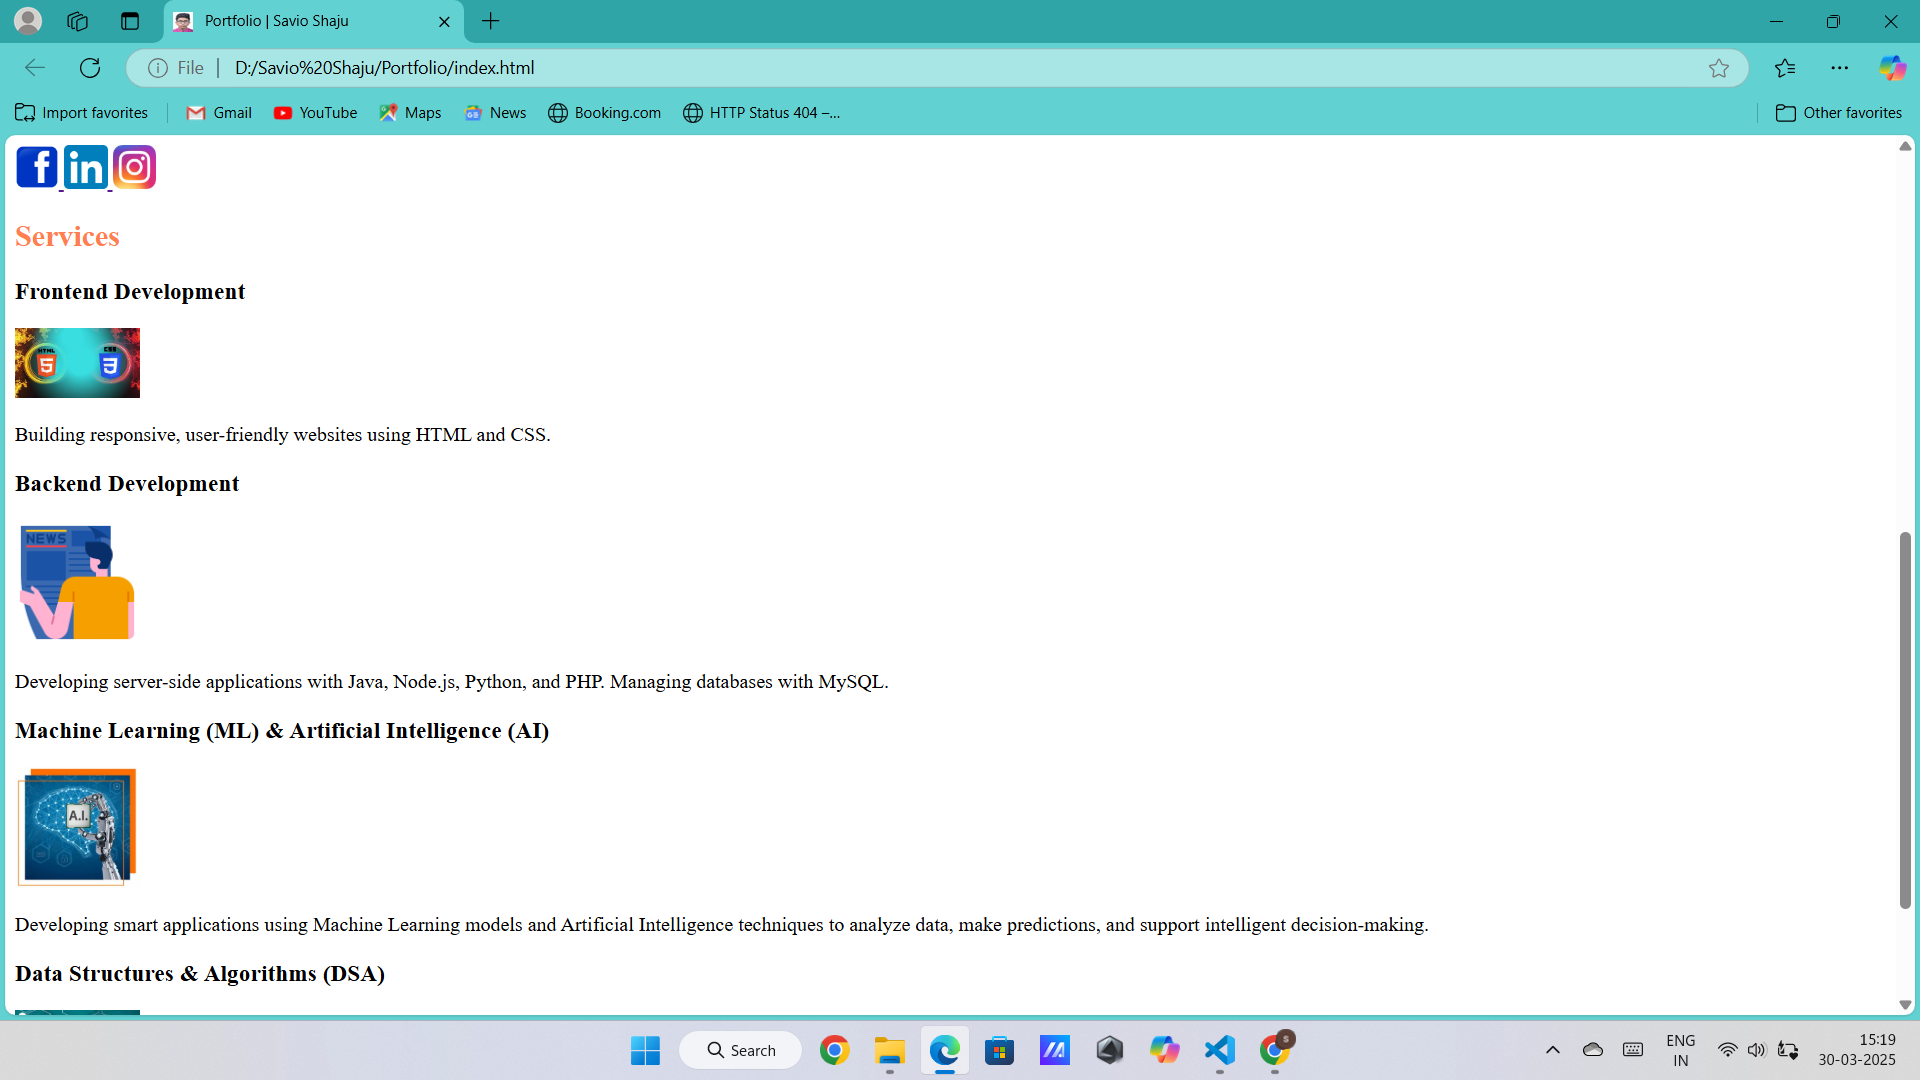 Portfolio | Savio Shaju
File
D:/Savio%20Shaju/Portfolio/index.html
Import favorites
Gmail
YouTube
Maps
News
Booking.com
HTTP Status 404 –...
Other favorites
f in
Services
Frontend Development
HTML 5 CSS 3
Building responsive, user-friendly websites using HTML and CSS.
Backend Development
NEWS
Developing server-side applications with Java, Node.js, Python, and PHP. Managing databases with MySQL.
Machine Learning (ML) & Artificial Intelligence (AI)
A.I.
Developing smart applications using Machine Learning models and Artificial Intelligence techniques to analyze data, make predictions, and support intelligent decision-making.
Data Structures & Algorithms (DSA)
Search
s
ENG
IN
15:19
30-03-2025